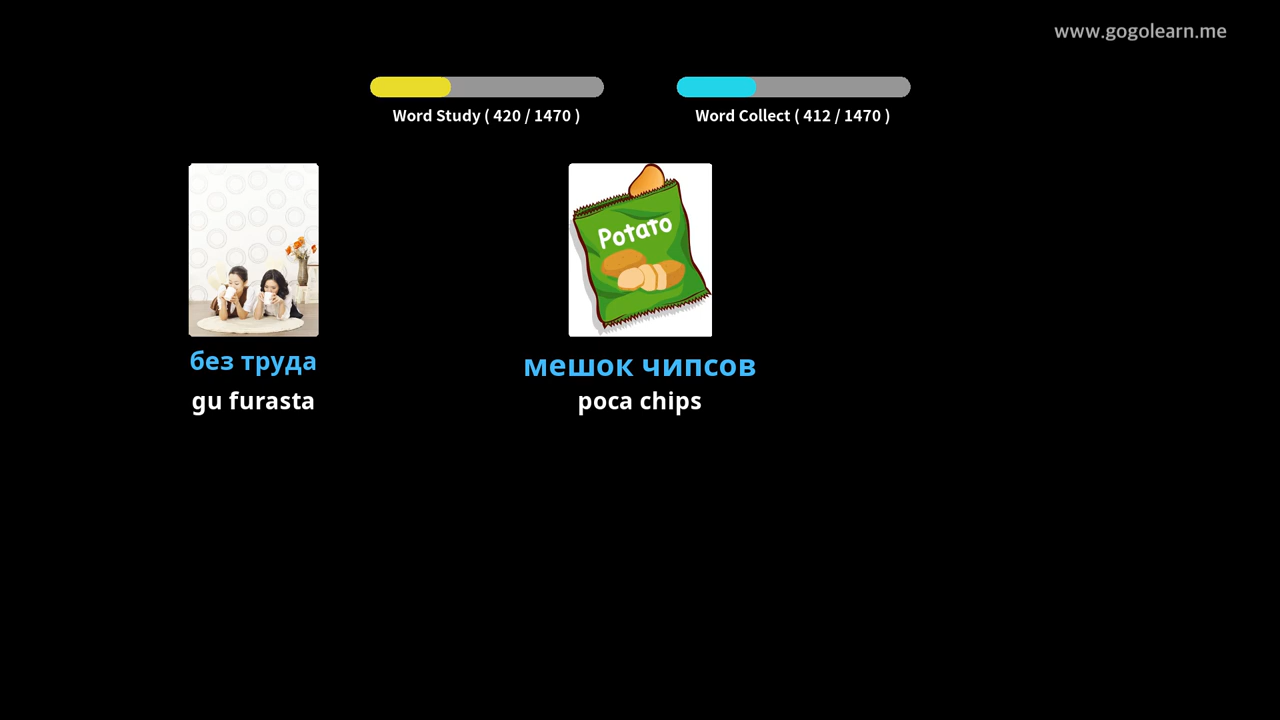 www.gogolearn.me
Word Study ( 420 / 1470 )
Word Collect ( 412 / 1470 )
Potato
без труда
gu furasta
мешок чипсов
poca chips